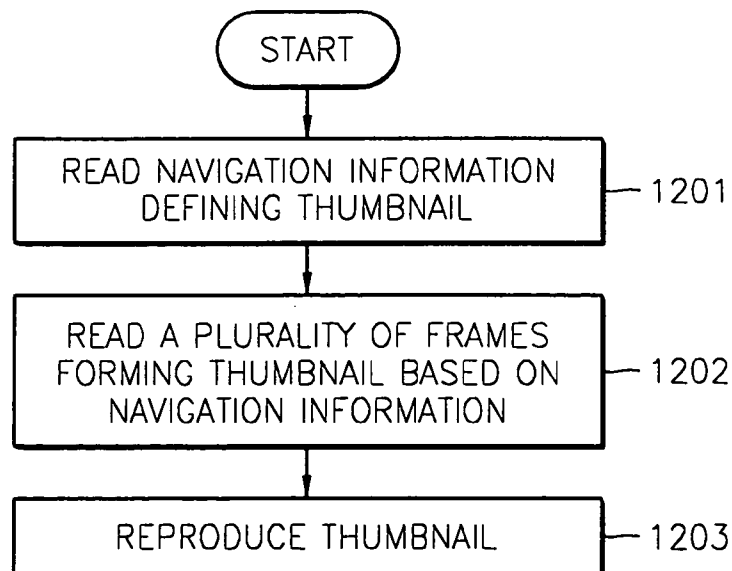 START
READ NAVIGATION INFORMATION
DEFINING THUMBNAIL
1201
READ A PLURALITY OF FRAMES
FORMING THUMBNAIL BASED ON
NAVIGATION INFORMATION
1202
REPRODUCE THUMBNAIL
1203